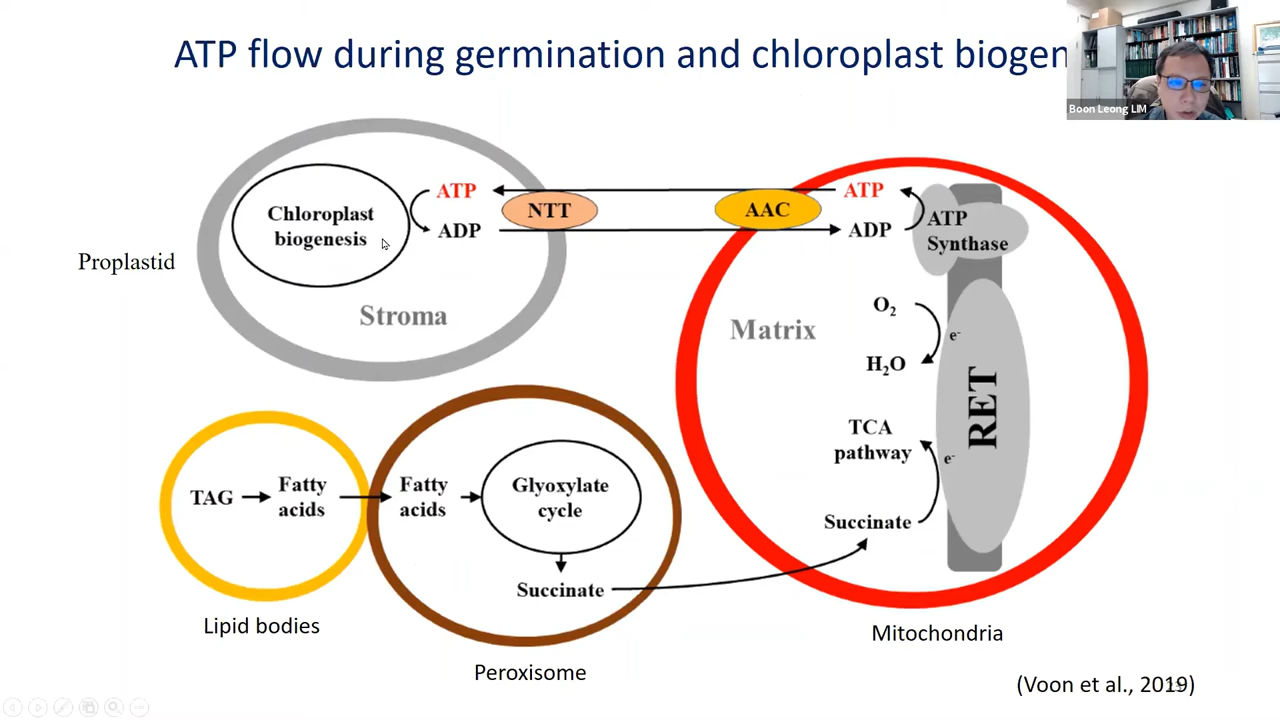 ATP flow during germination and chloroplast biogen
Boon Leong LIM
Chloroplast
biogenesis
ATP
ADP
NTT
AAC
ATP
ADP
ATP
Synthase
Proplastid
Stroma
Matrix
O₂
e⁻
H₂O
RET
TCA
pathway
e⁻
Succinate
TAG
Fatty
acids
Fatty
acids
Glyoxylate
cycle
Succinate
Lipid bodies
Peroxisome
Mitochondria
(Voon et al., 2019)